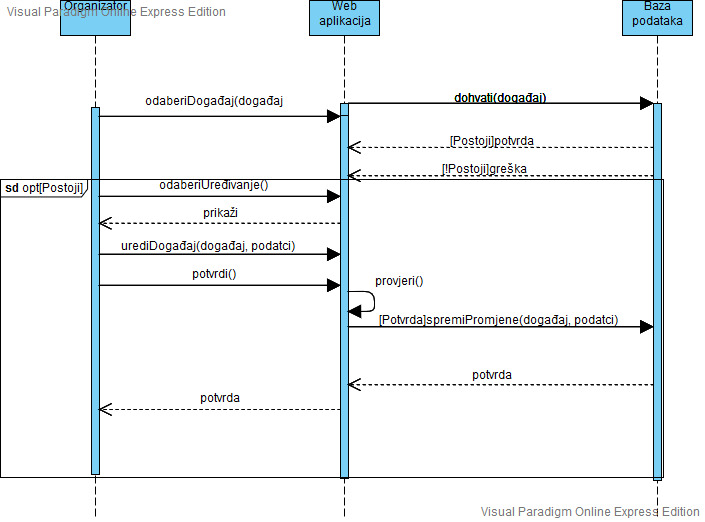 Visual Paradigm Online Express Edition
Organizator
Web
aplikacija
Baza
podataka
odaberiDogađaj(događaj
dohvati(događaj)
[Postoji]potvrda
[!Postoji]greška
sd opt[Postoji]
odaberiUređivanje()
prikaži
urediDogađaj(događaj, podatci)
potvrdi()
provjeri()
[Potvrda]spremiPromjene(događaj, podatci)
potvrda
potvrda
Visual Paradigm Online Express Edition